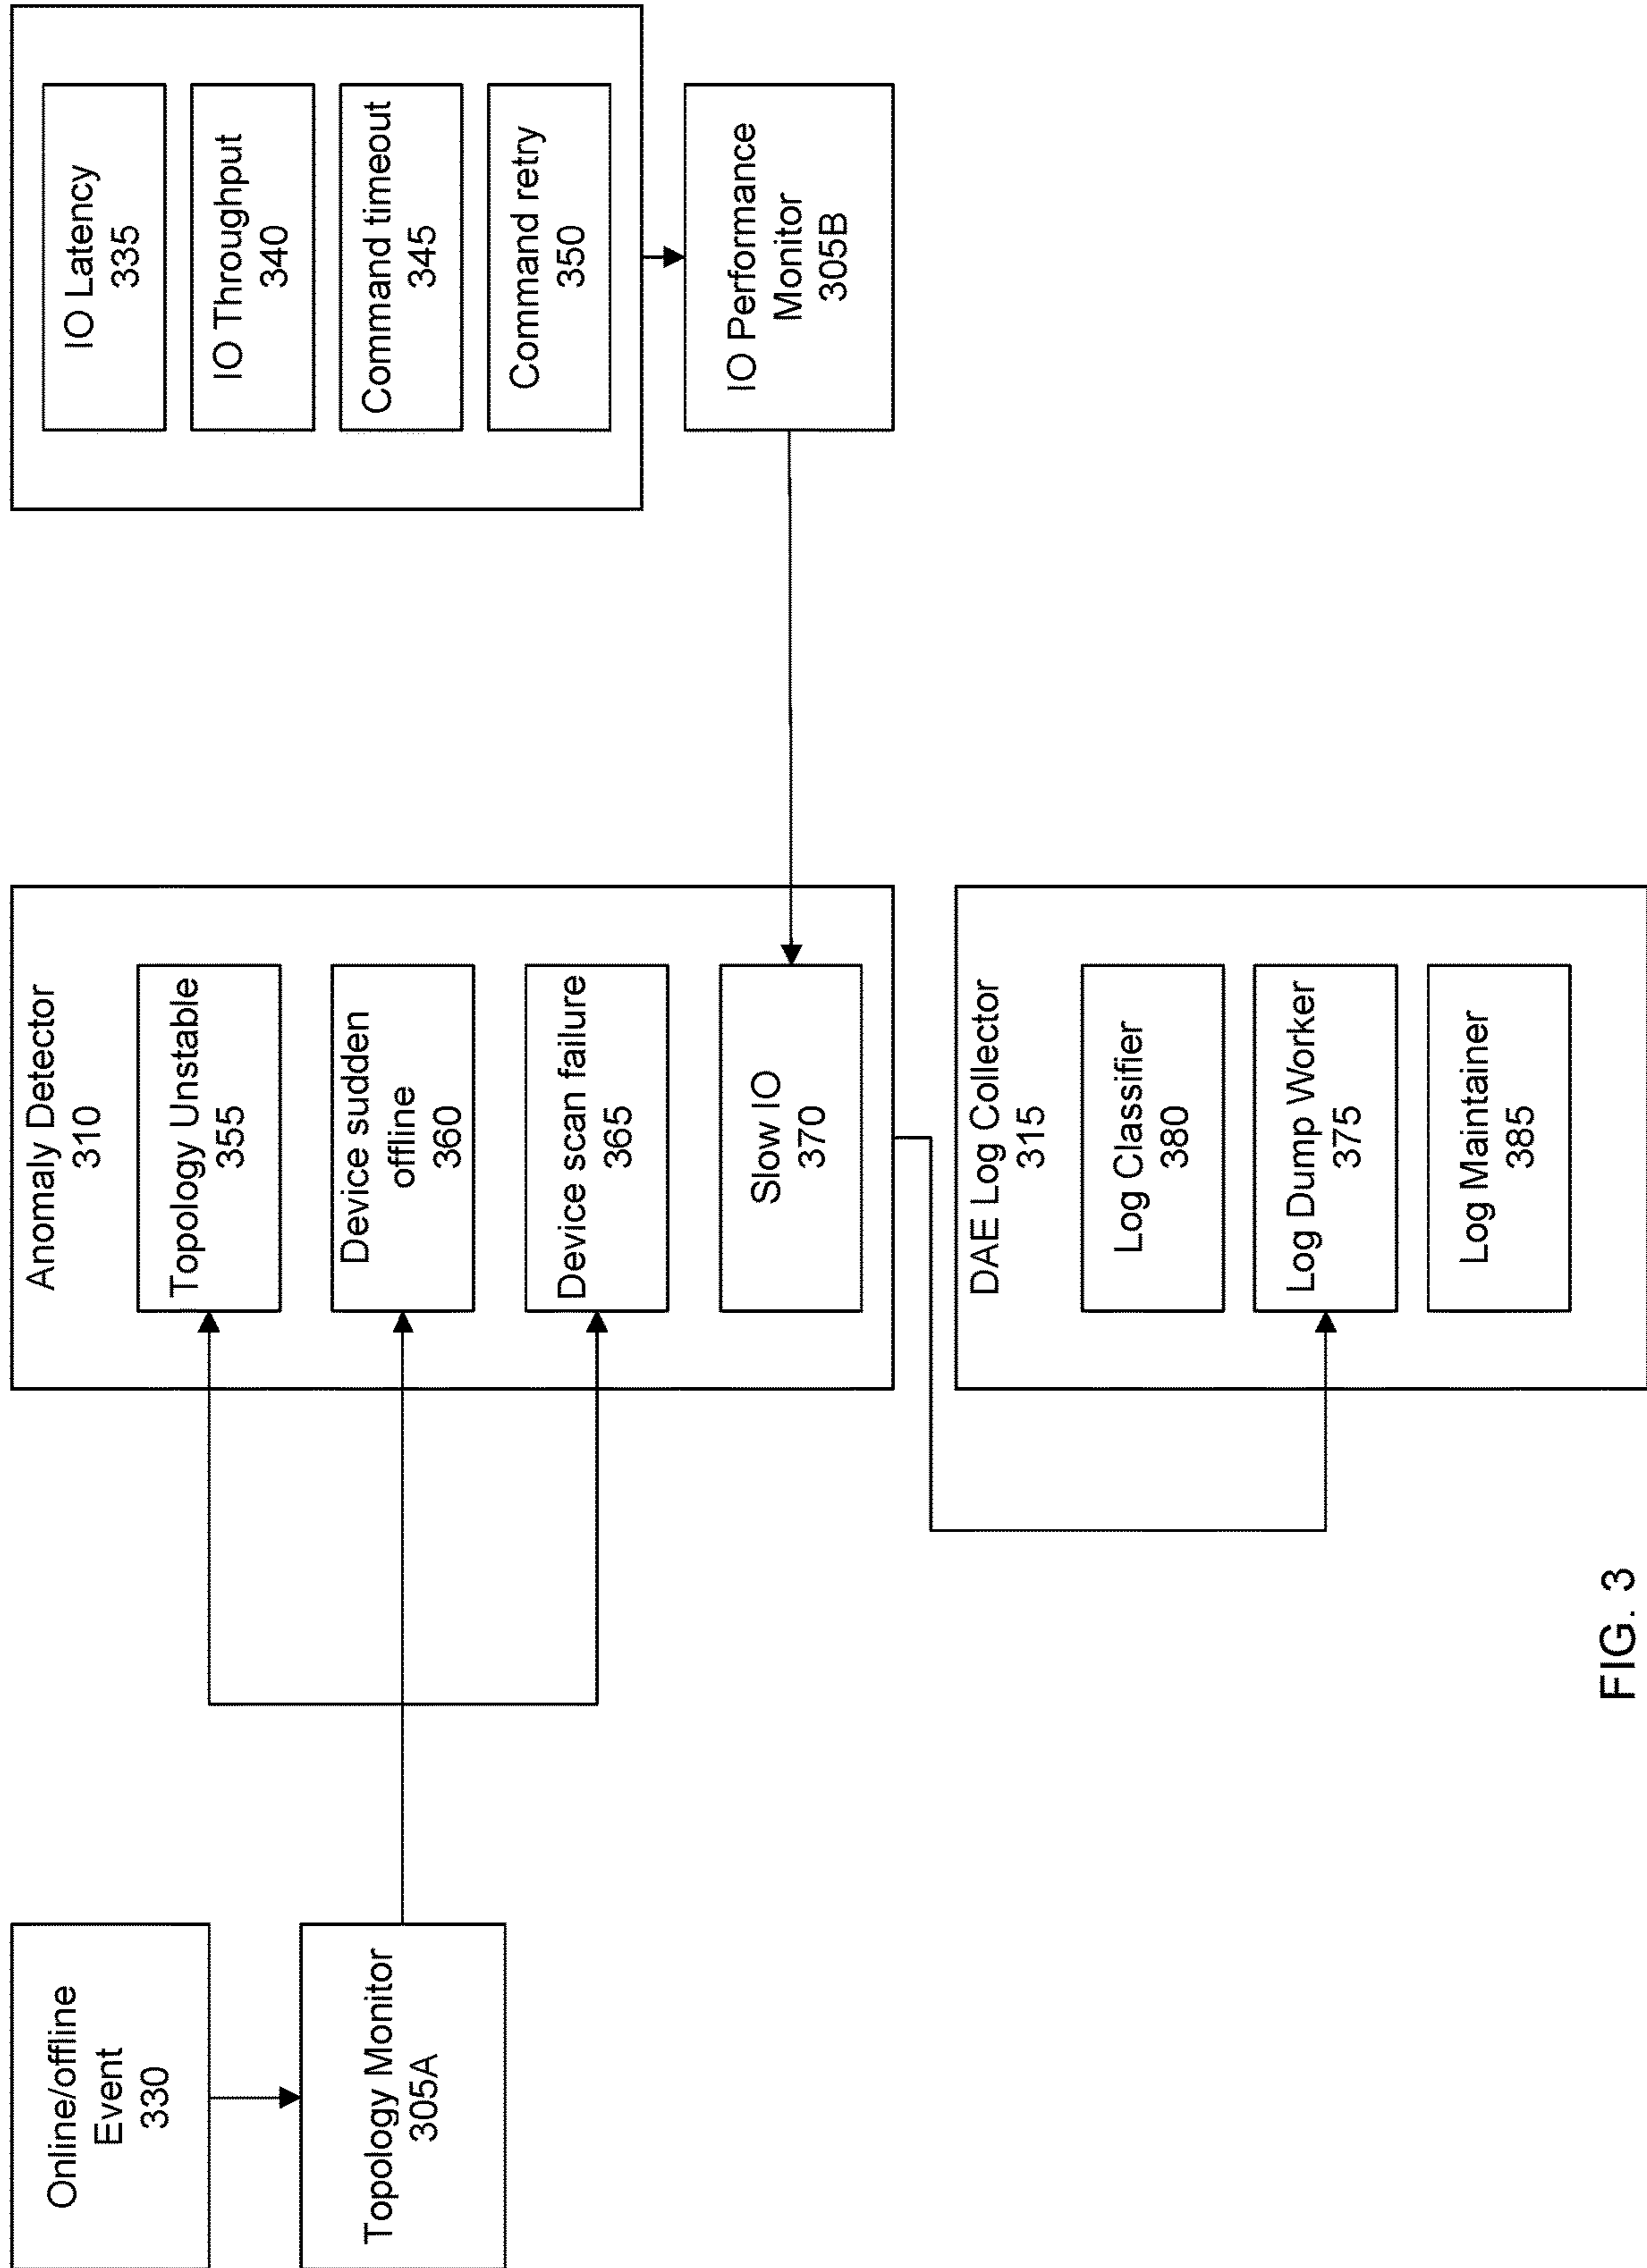 Online/offline
Event
330
Topology Monitor
305A
Anomaly Detector
310
Topology Unstable
355
Device sudden
offline
360
Device scan failure
365
Slow IO
370
DAE Log Collector
315
Log Classifier
380
Log Dump Worker
375
Log Maintainer
385
IO Latency
335
IO Throughput
340
Command timeout
345
Command retry
350
IO Performance
Monitor
305B
FIG. 3